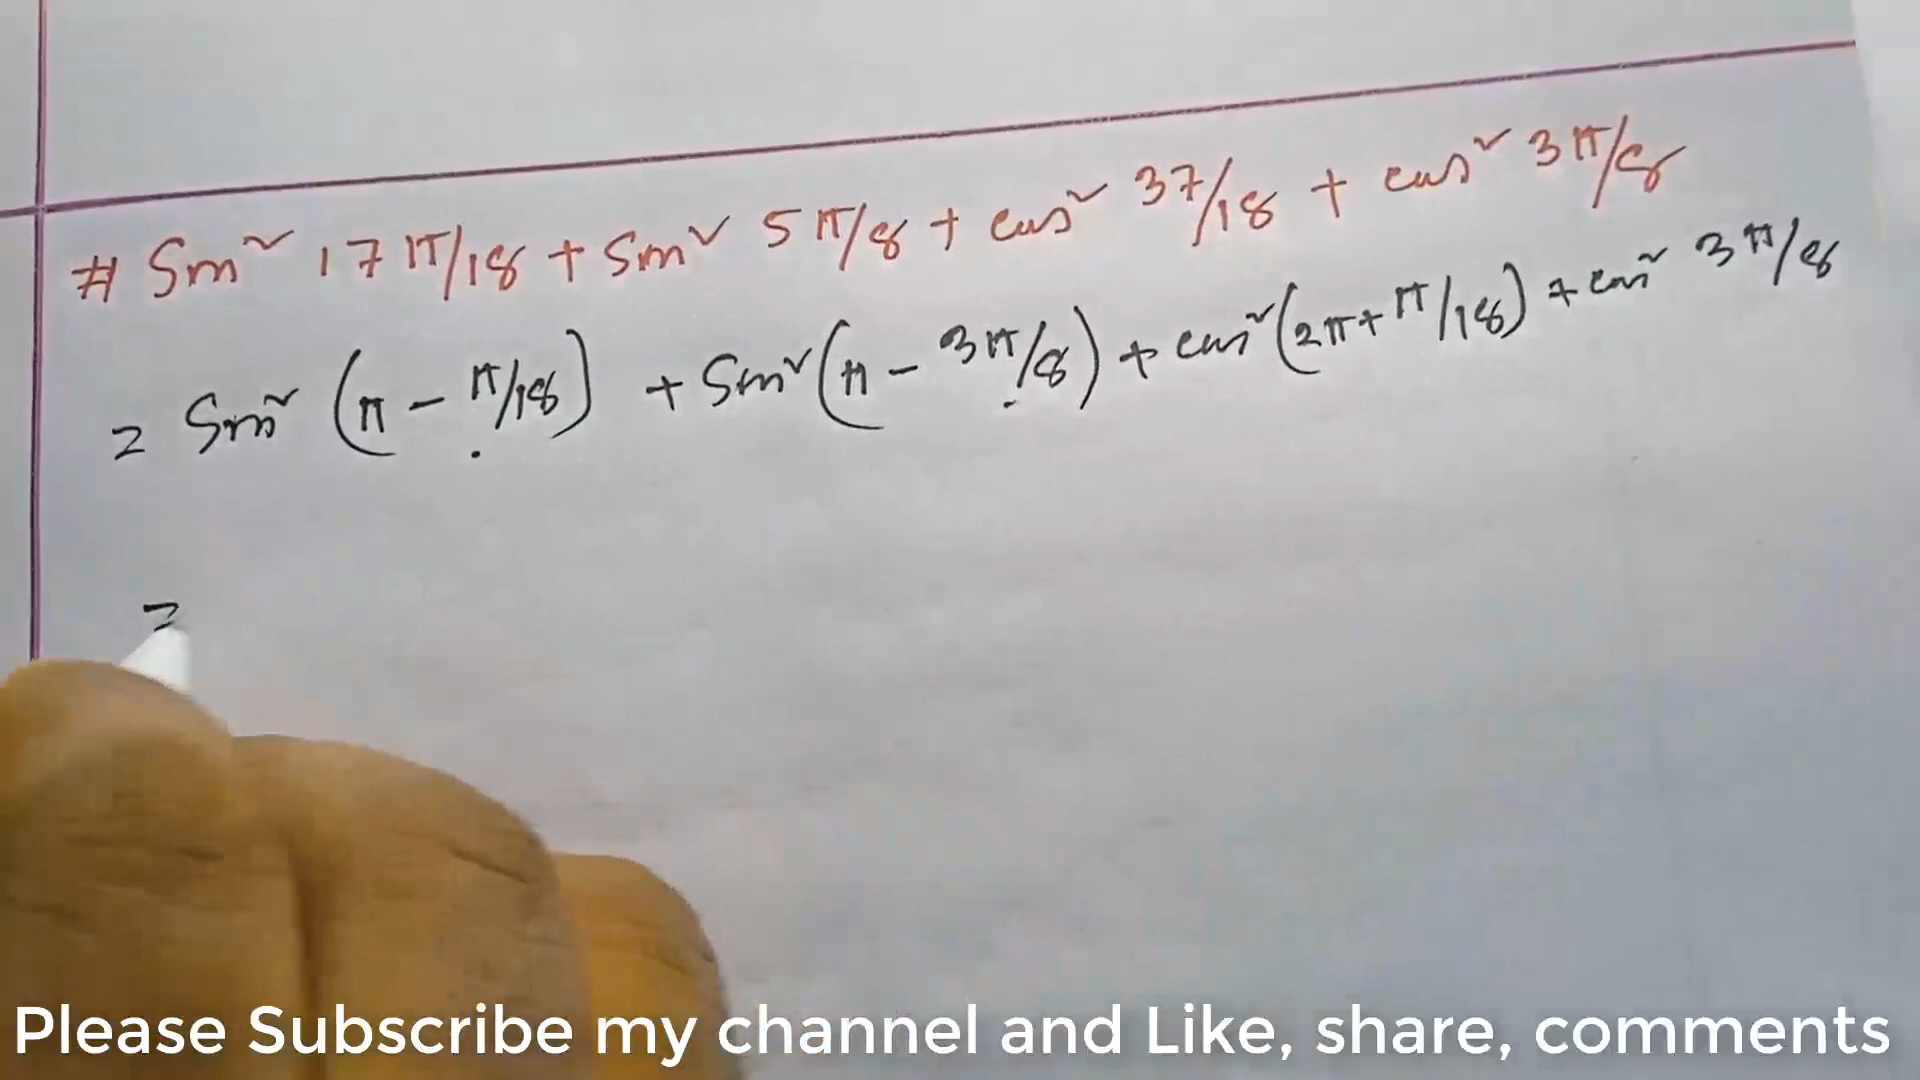 # Sin² 17π/18 + Sin² 5π/8 + cos² 37/18 + cos² 3π/8
= Sin² (π - π/18) + Sin² (π - 3π/8) + cos² (2π + π/18) + cos² 3π/8
=
Please Subscribe my channel and Like, share, comments